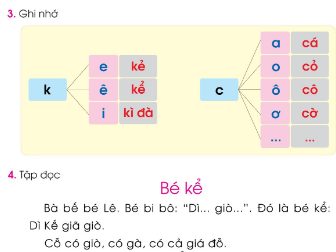 3. Ghi nhớ
k
e kẻ
ê kể
i kì đà
c
a cá
o cỏ
ô cô
ơ cờ
... ...
4. Tập đọc
Bé kể
Bà bế bé Lê. Bé bi bô: “Dì... giò...”. Đó là bé kể:
Dì Kế giã giò.
Cỗ có giò, có gà, có cả giá đỗ.